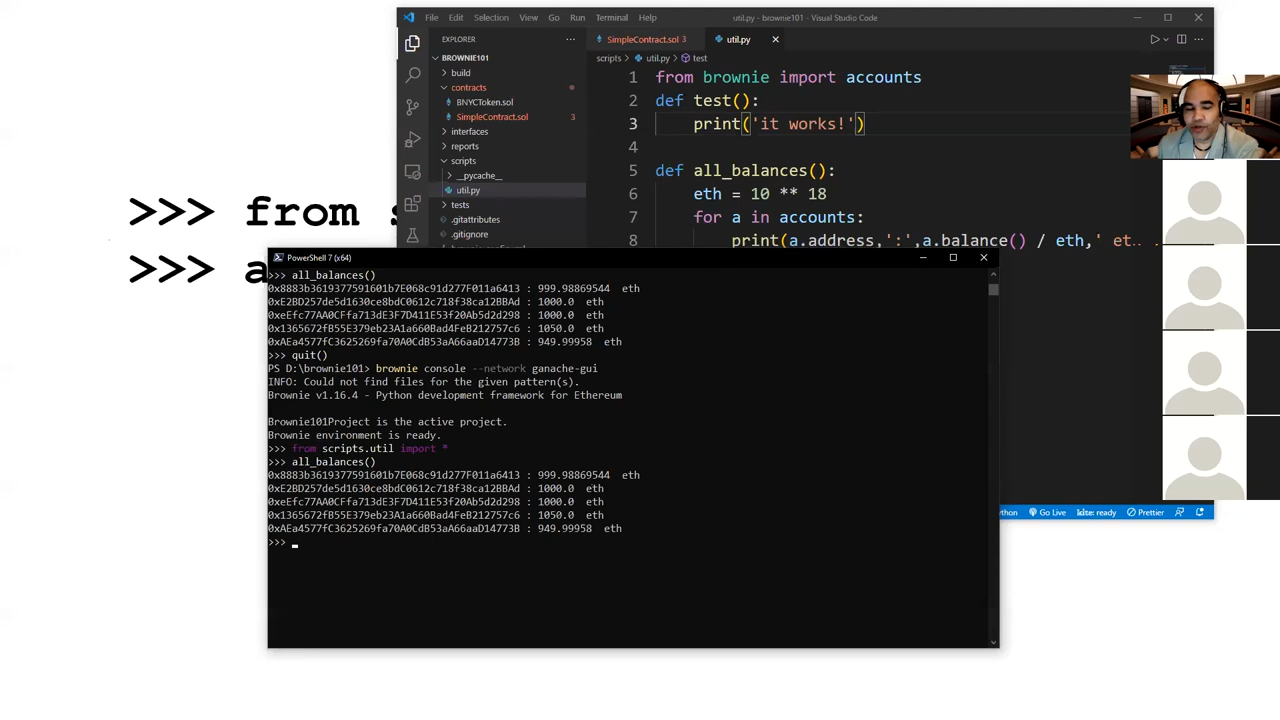 File Edit Selection View Go Run Terminal Help
util.py - brownie101 - Visual Studio Code
EXPLORER
SimpleContract.sol 3
util.py
BROWNIE101
scripts > util.py > test
build
contracts
BNYCToken.sol
SimpleContract.sol 3
interfaces
reports
scripts
__pycache__
util.py
tests
.gitattributes
.gitignore
1 from brownie import accounts
2 def test():
3 print('it works!')
4
5 def all_balances():
6 eth = 10 ** 18
7 for a in accounts:
8 print(a.address,':',a.balance() / eth,' et
>>> from s
>>> a
PowerShell 7 (x64)
>>> all_balances()
0x8883b3619377591601b7E068c91d277F011a6413 : 999.98869544 eth
0xE2BD257de5d1630ce8bdC0612c718f38ca12BBAd : 1000.0 eth
0xeEfc77AA0CFfa713dE3F7D411E53f20Ab5d2d298 : 1000.0 eth
0x1365672fB55E379eb23A1a660Bad4FeB212757c6 : 1050.0 eth
0xAEa4577fC3625269fa70A0CdB53aA66aaD14773B : 949.99958 eth
>>> quit()
PS D:\brownie101> brownie console --network ganache-gui
INFO: Could not find files for the given pattern(s).
Brownie v1.16.4 - Python development framework for Ethereum
Brownie101Project is the active project.
Brownie environment is ready.
>>> from scripts.util import *
>>> all_balances()
0x8883b3619377591601b7E068c91d277F011a6413 : 999.98869544 eth
0xE2BD257de5d1630ce8bdC0612c718f38ca12BBAd : 1000.0 eth
0xeEfc77AA0CFfa713dE3F7D411E53f20Ab5d2d298 : 1000.0 eth
0x1365672fB55E379eb23A1a660Bad4FeB212757c6 : 1050.0 eth
0xAEa4577fC3625269fa70A0CdB53aA66aaD14773B : 949.99958 eth
>>>
ython Go Live kite: ready Prettier